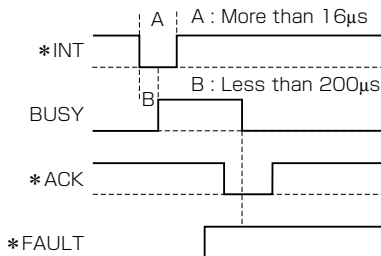 A
A : More than 16μs
*INT
B
B : Less than 200μs
BUSY
*ACK
*FAULT